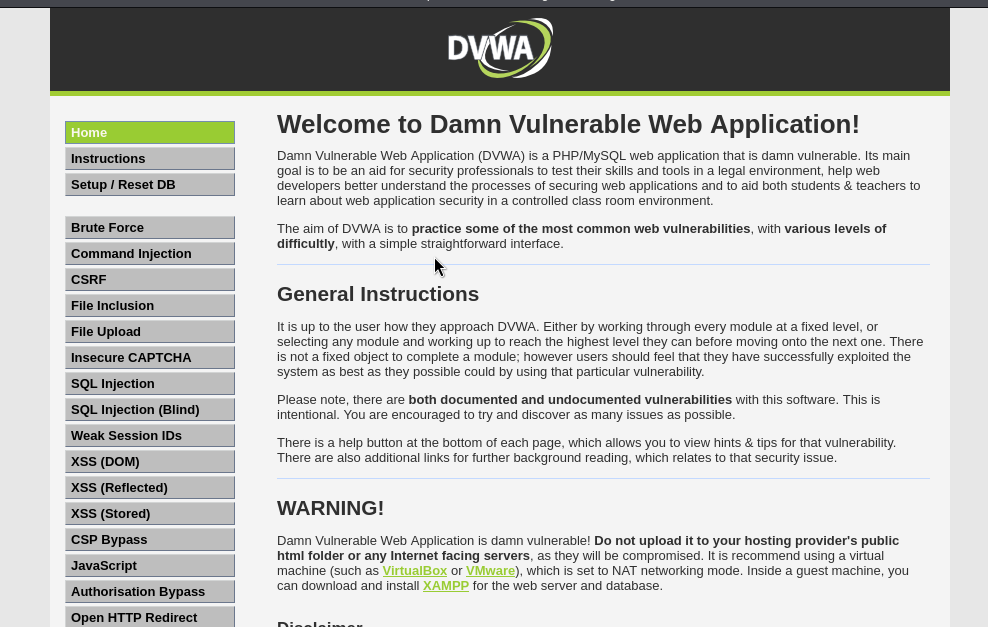 DVWA
Home
Instructions
Setup / Reset DB
Brute Force
Command Injection
CSRF
File Inclusion
File Upload
Insecure CAPTCHA
SQL Injection
SQL Injection (Blind)
Weak Session IDs
XSS (DOM)
XSS (Reflected)
XSS (Stored)
CSP Bypass
JavaScript
Authorisation Bypass
Open HTTP Redirect
Welcome to Damn Vulnerable Web Application!
Damn Vulnerable Web Application (DVWA) is a PHP/MySQL web application that is damn vulnerable. Its main
goal is to be an aid for security professionals to test their skills and tools in a legal environment, help web
developers better understand the processes of securing web applications and to aid both students & teachers to
learn about web application security in a controlled class room environment.
The aim of DVWA is to practice some of the most common web vulnerabilities, with various levels of
difficultly, with a simple straightforward interface.
General Instructions
It is up to the user how they approach DVWA. Either by working through every module at a fixed level, or
selecting any module and working up to reach the highest level they can before moving onto the next one. There
is not a fixed object to complete a module; however users should feel that they have successfully exploited the
system as best as they possible could by using that particular vulnerability.
Please note, there are both documented and undocumented vulnerabilities with this software. This is
intentional. You are encouraged to try and discover as many issues as possible.
There is a help button at the bottom of each page, which allows you to view hints & tips for that vulnerability.
There are also additional links for further background reading, which relates to that security issue.
WARNING!
Damn Vulnerable Web Application is damn vulnerable! Do not upload it to your hosting provider's public
html folder or any Internet facing servers, as they will be compromised. It is recommend using a virtual
machine (such as VirtualBox or VMware), which is set to NAT networking mode. Inside a guest machine, you
can download and install XAMPP for the web server and database.
Disclaimer